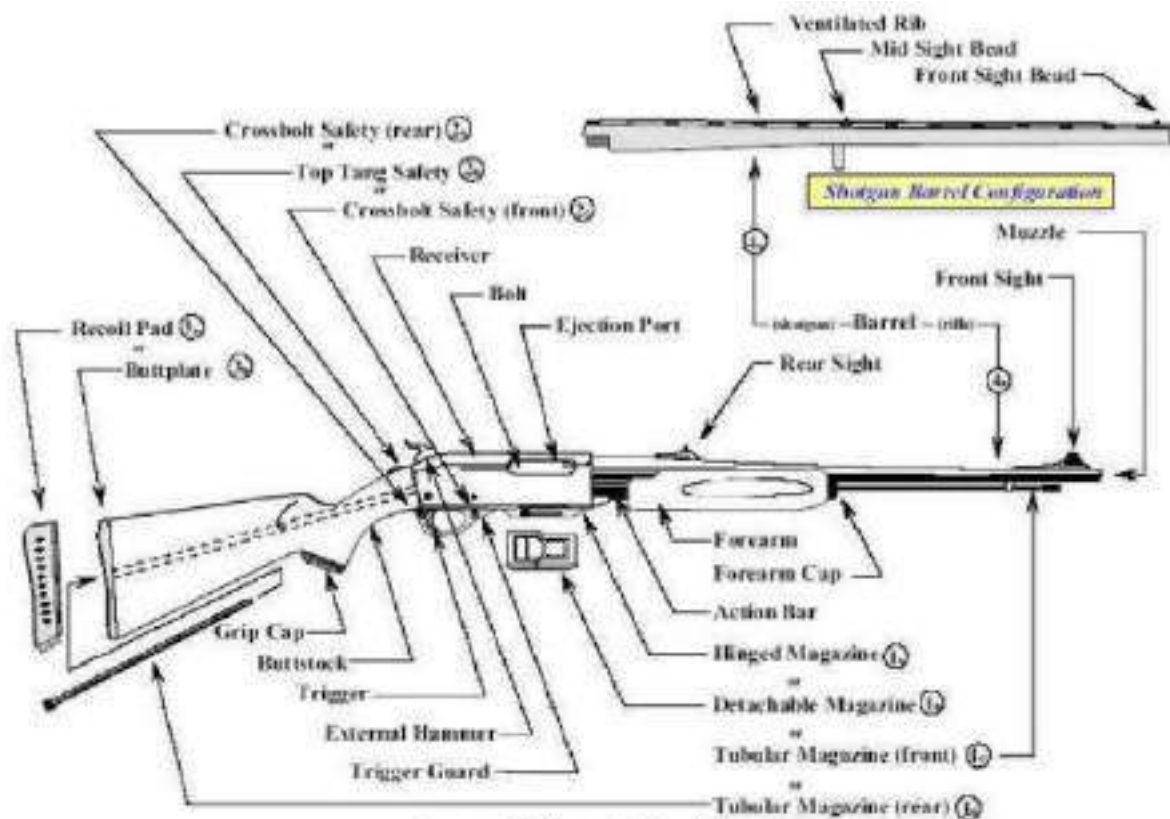 Ventilated Rib
Mid Sight Bead
Front Sight Bead
Crossbolt Safety (rear)
or
Top Tang Safety
or
Crossbolt Safety (front)
Shotgun Barrel Configuration
Muzzle
Receiver
Front Sight
Bolt
(shotgun) Barrel (rifle)
Recoil Pad
or
Ejection Port
Buttplate
Rear Sight
Forearm
Forearm Cap
Action Bar
Grip Cap
Hinged Magazine
Buttstock
or
Trigger
Detachable Magazine
or
External Hammer
Tubular Magazine (front)
Trigger Guard
or
Tubular Magazine (rear)